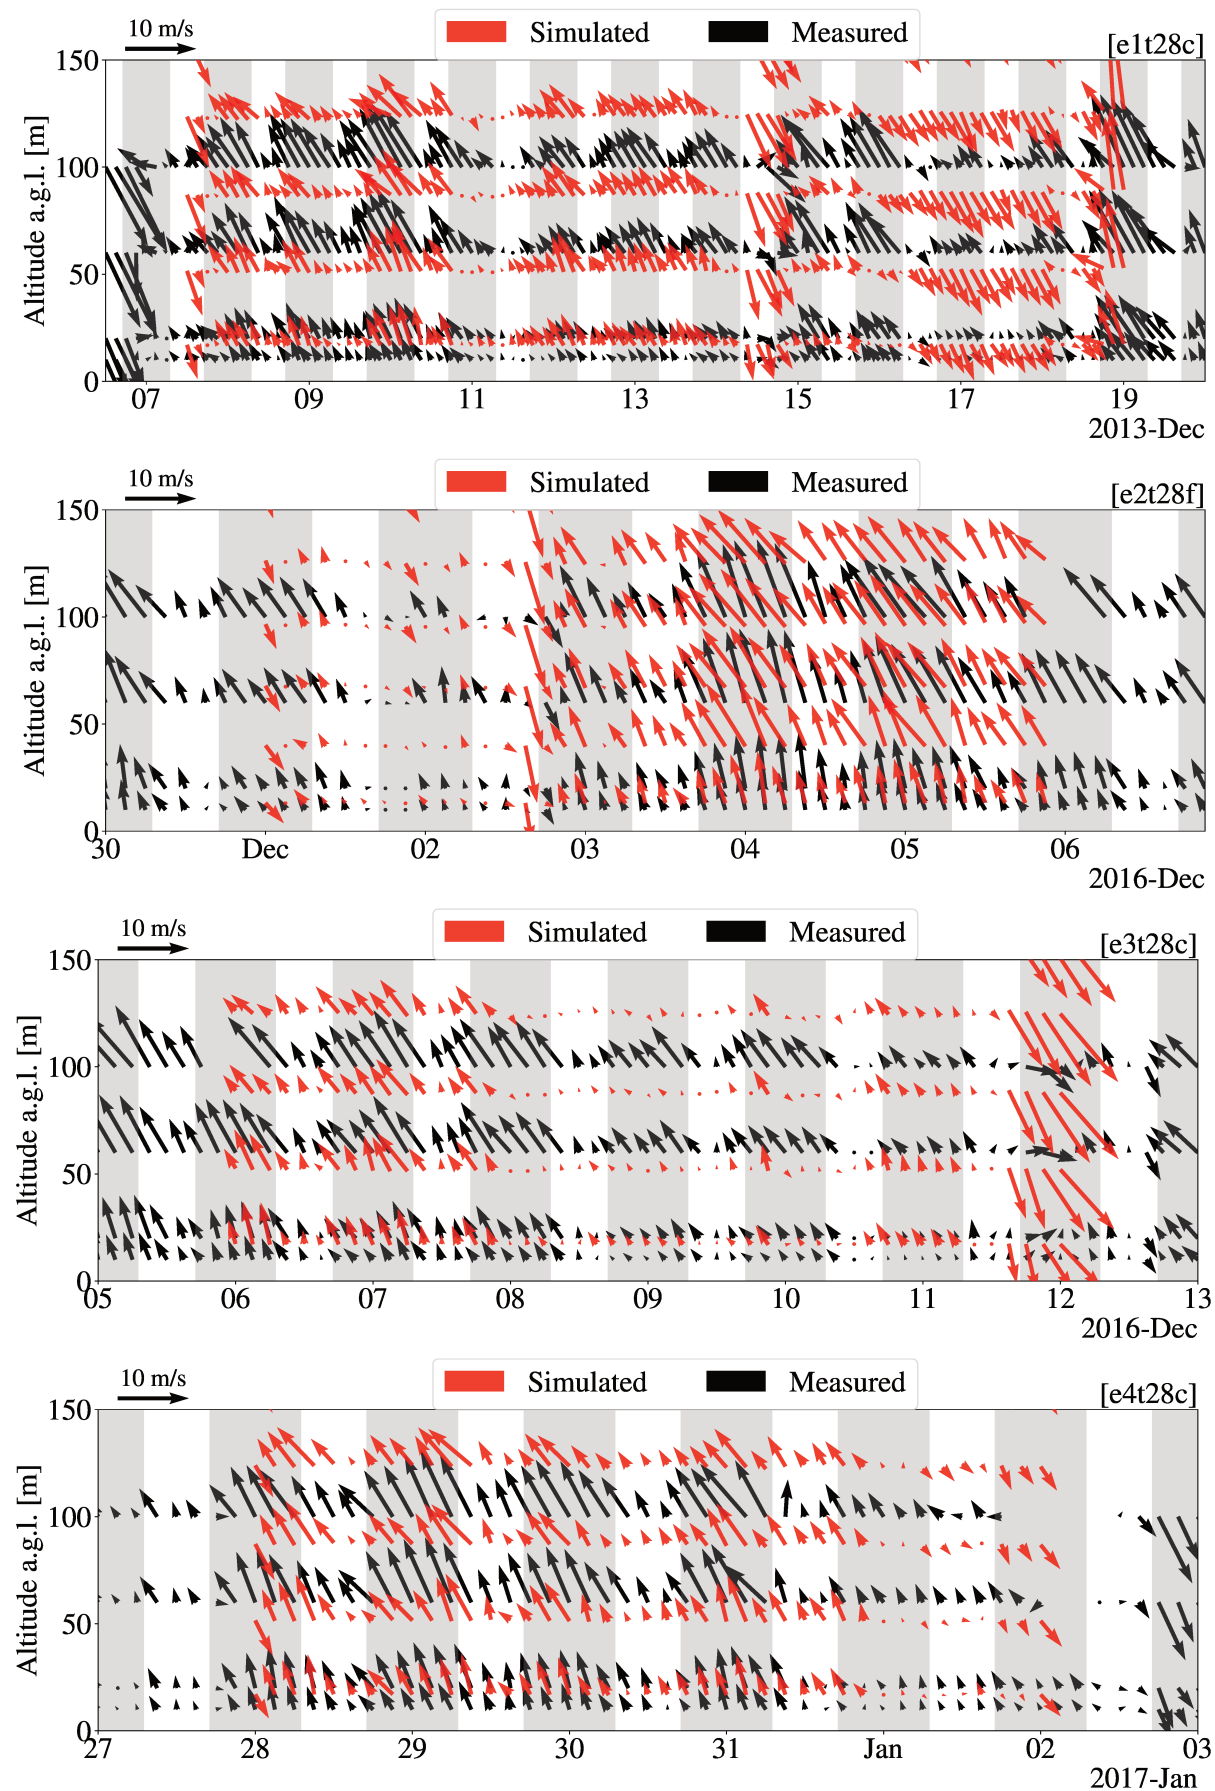 10 m/s
Simulated Measured
[e1t28c]
Altitude a.g.l. [m]
150
100
50
0
07 09 11 13 15 17 19
2013-Dec
10 m/s
Simulated Measured
[e2t28f]
Altitude a.g.l. [m]
150
100
50
0
30 Dec 02 03 04 05 06
2016-Dec
10 m/s
Simulated Measured
[e3t28c]
Altitude a.g.l. [m]
150
100
50
0
05 06 07 08 09 10 11 12 13
2016-Dec
10 m/s
Simulated Measured
[e4t28c]
Altitude a.g.l. [m]
150
100
50
0
27 28 29 30 31 Jan 02 03
2017-Jan